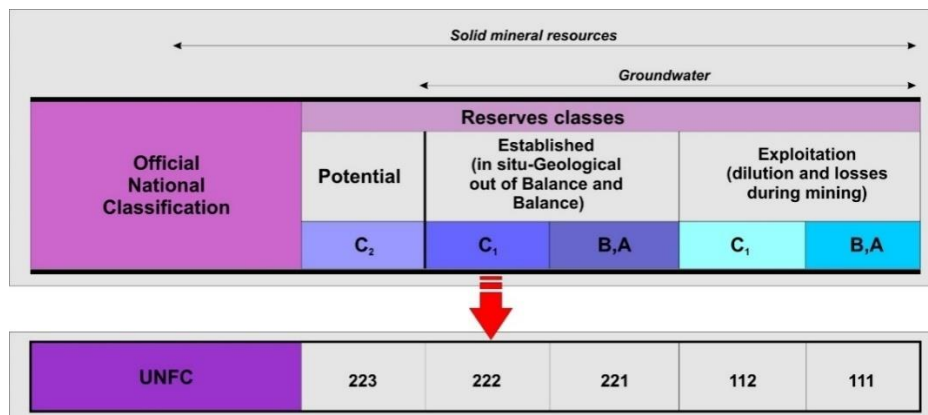 Solid mineral resources
Groundwater
Official
National
Classification
Reserves classes
Potential
Established
(in situ-Geological
out of Balance and
Balance)
Exploitation
(dilution and losses
during mining)
C₂
C₁
B,A
C₁
B,A
UNFC
223
222
221
112
111